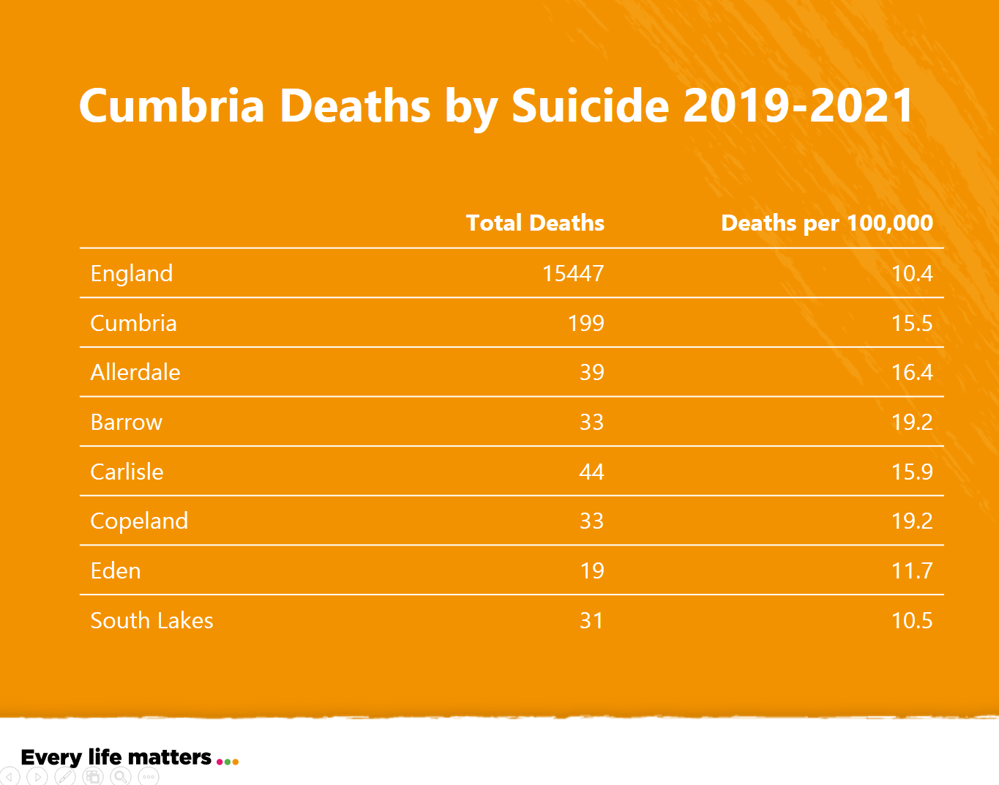 Cumbria Deaths by Suicide 2019-2021
Total Deaths Deaths per 100,000
England 15447 10.4
Cumbria 199 15.5
Allerdale 39 16.4
Barrow 33 19.2
Carlisle 44 15.9
Copeland 33 19.2
Eden 19 11.7
South Lakes 31 10.5
Every life matters...